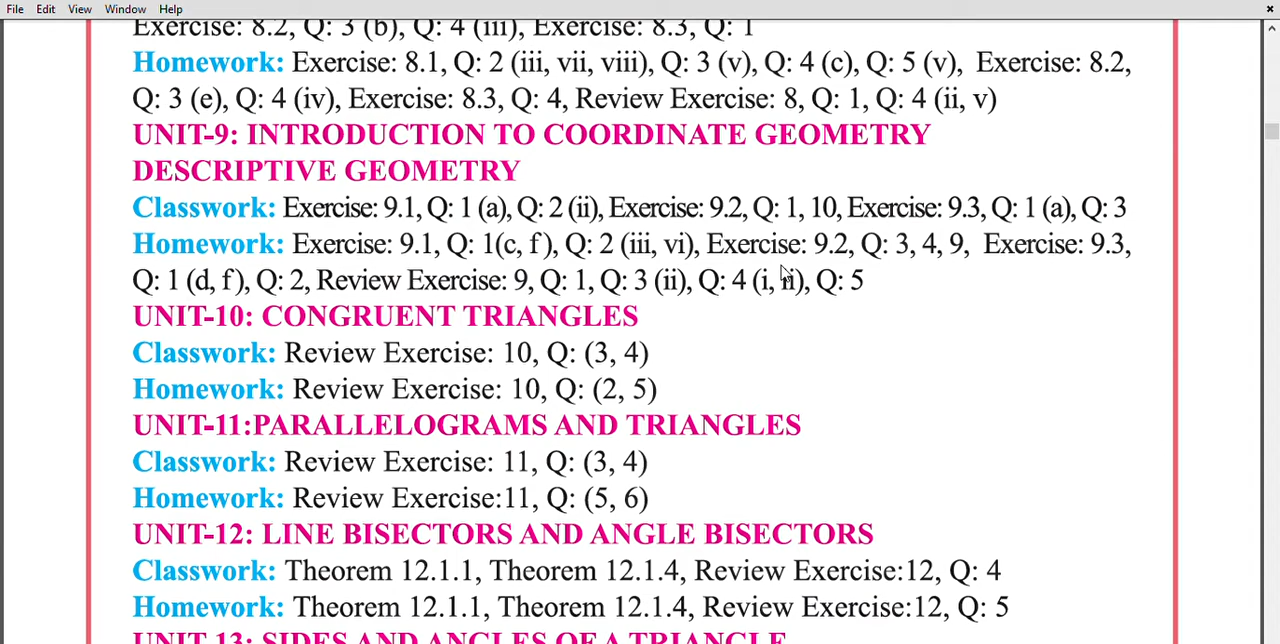 File Edit View Window Help
Exercise: 8.2, Q: 3 (b), Q: 4 (iii), Exercise: 8.3, Q: 1
Homework: Exercise: 8.1, Q: 2 (iii, vii, viii), Q: 3 (v), Q: 4 (c), Q: 5 (v), Exercise: 8.2,
Q: 3 (e), Q: 4 (iv), Exercise: 8.3, Q: 4, Review Exercise: 8, Q: 1, Q: 4 (ii, v)
UNIT-9: INTRODUCTION TO COORDINATE GEOMETRY
DESCRIPTIVE GEOMETRY
Classwork: Exercise: 9.1, Q: 1 (a), Q: 2 (ii), Exercise: 9.2, Q: 1, 10, Exercise: 9.3, Q: 1 (a), Q: 3
Homework: Exercise: 9.1, Q: 1(c, f ), Q: 2 (iii, vi), Exercise: 9.2, Q: 3, 4, 9, Exercise: 9.3,
Q: 1 (d, f ), Q: 2, Review Exercise: 9, Q: 1, Q: 3 (ii), Q: 4 (i, ii), Q: 5
UNIT-10: CONGRUENT TRIANGLES
Classwork: Review Exercise: 10, Q: (3, 4)
Homework: Review Exercise: 10, Q: (2, 5)
UNIT-11:PARALLELOGRAMS AND TRIANGLES
Classwork: Review Exercise: 11, Q: (3, 4)
Homework: Review Exercise:11, Q: (5, 6)
UNIT-12: LINE BISECTORS AND ANGLE BISECTORS
Classwork: Theorem 12.1.1, Theorem 12.1.4, Review Exercise:12, Q: 4
Homework: Theorem 12.1.1, Theorem 12.1.4, Review Exercise:12, Q: 5
UNIT-13: SIDES AND ANGLES OF A TRIANGLE